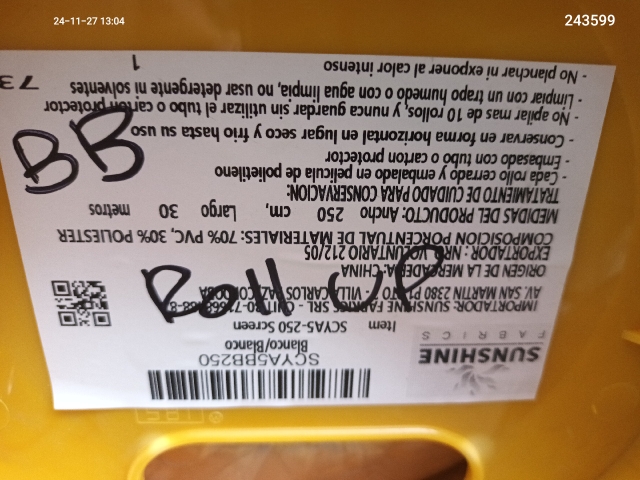 24-11-27 13:04
243599
SUNSHINE
FABRICS
SCYA5BB250
Blanco/Blanco
Item SCYA5-250 Screen
IMPORTADOR: SUNSHINE FABRICS SRL - CUIT
AV. SAN MARTIN 2380 - VILLA CARLOS PAZ
ORIGEN DE LA MERCADERIA: CHINA
EXPORTADOR: NRO VOLUNTARIO 212/05
COMPOSICION PORCENTUAL DE MATERIALES: 70% PVC, 30% POLIESTER
MEDIDAS DEL PRODUCTO: Ancho 250 cm, Largo 30 metros
TRATAMIENTO DE CUIDADO PARA CONSERVACION:
- Cada rollo cerrado y embalado en película de polietileno
- Embasado con tubo o carton protector
- Conservar en forma horizontal en lugar seco y frio y hasta su uso
- No apilar mas de 10 rollos, y nunca guardar sin utilizar el tubo o carton protector
- Limpiar con un trapo humedo o con agua limpia, no usar detergente ni solventes
- No planchar ni exponer al calor intenso
1
73
BB
Roll UP